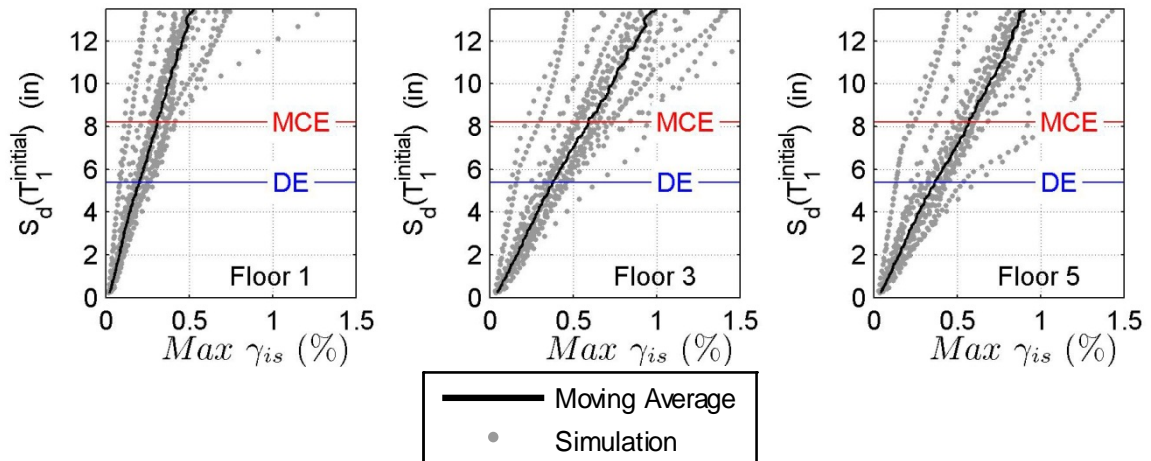 S_d(T_1^initial) (in)
12
10
8
6
4
2
0
MCE
DE
Floor 1
0 0.5 1 1.5
Max γ_is (%)
S_d(T_1^initial) (in)
12
10
8
6
4
2
0
MCE
DE
Floor 3
0 0.5 1 1.5
Max γ_is (%)
S_d(T_1^initial) (in)
12
10
8
6
4
2
0
MCE
DE
Floor 5
0 0.5 1 1.5
Max γ_is (%)
Moving Average
Simulation